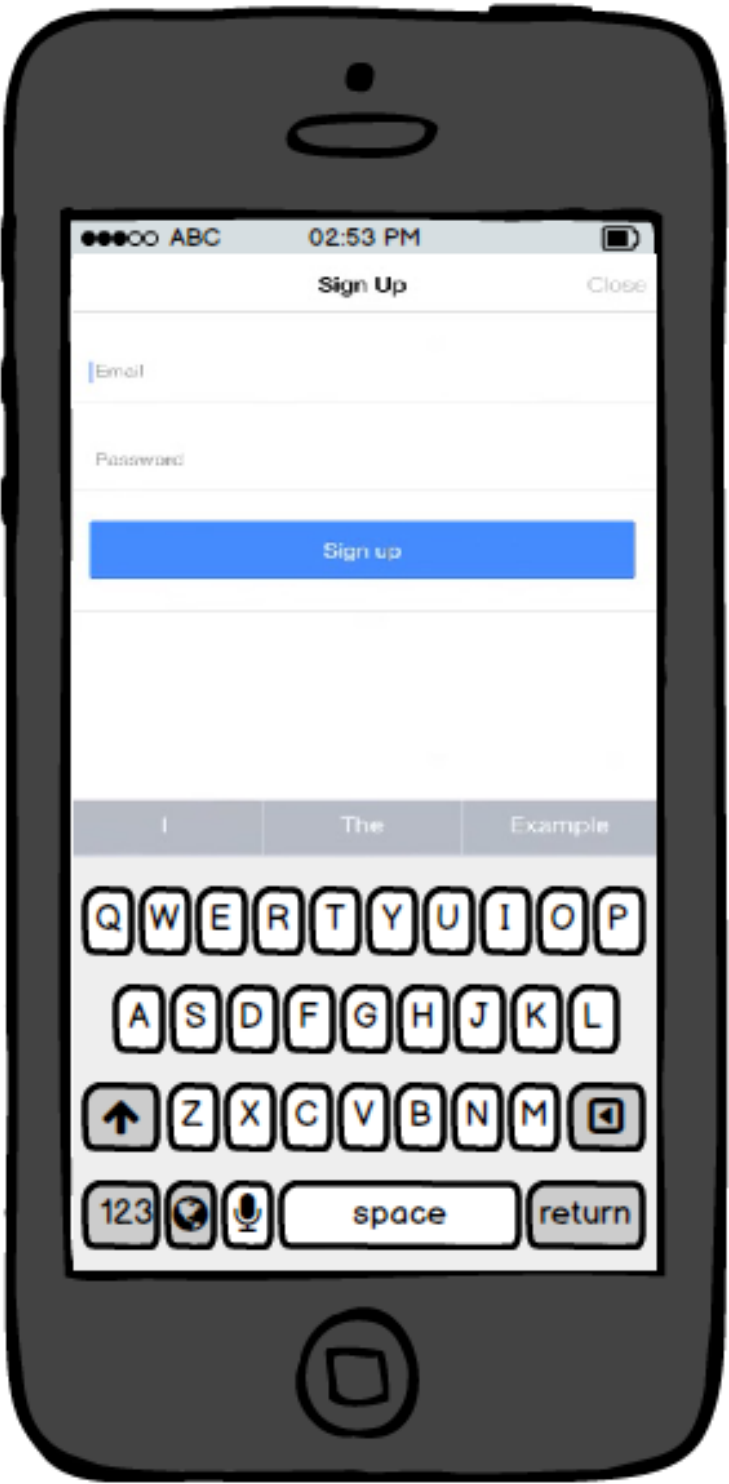 ABC 02:53 PM
Sign Up Close
Email
Password
Sign up
I The Example
Q W E R T Y U I O P
A S D F G H J K L
Z X C V B N M
123 space return